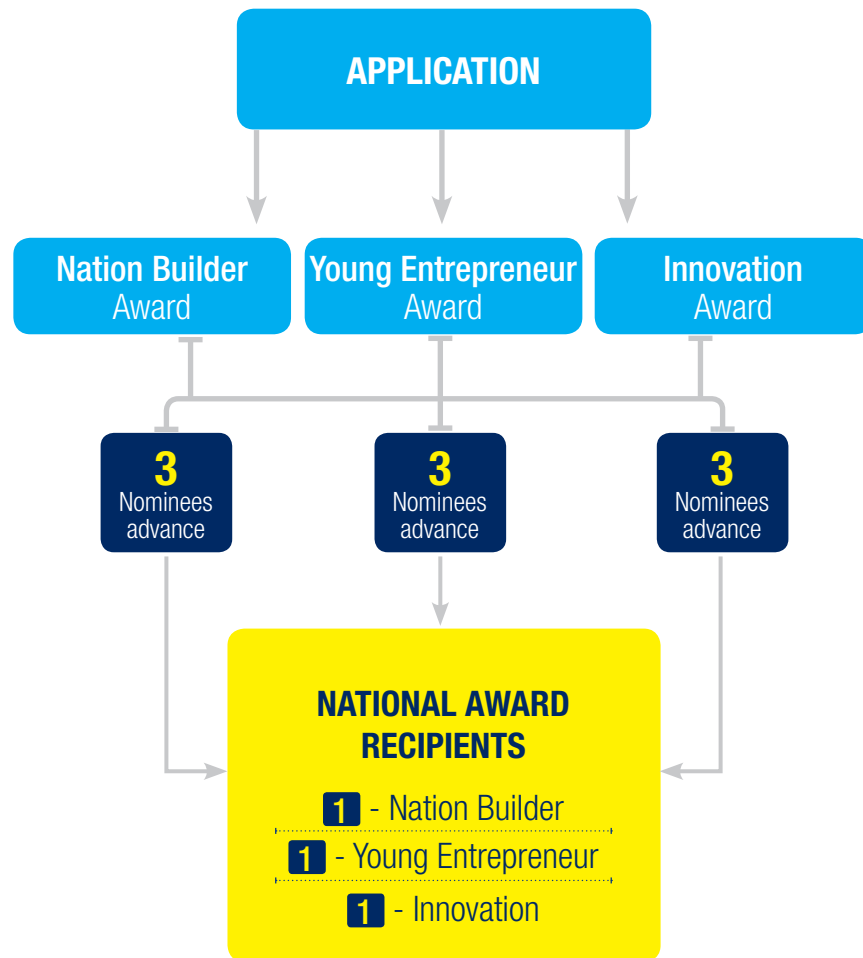 APPLICATION
Nation Builder
Award
Young Entrepreneur
Award
Innovation
Award
3
Nominees
advance
3
Nominees
advance
3
Nominees
advance
NATIONAL AWARD
RECIPIENTS
1 - Nation Builder
1 - Young Entrepreneur
1 - Innovation